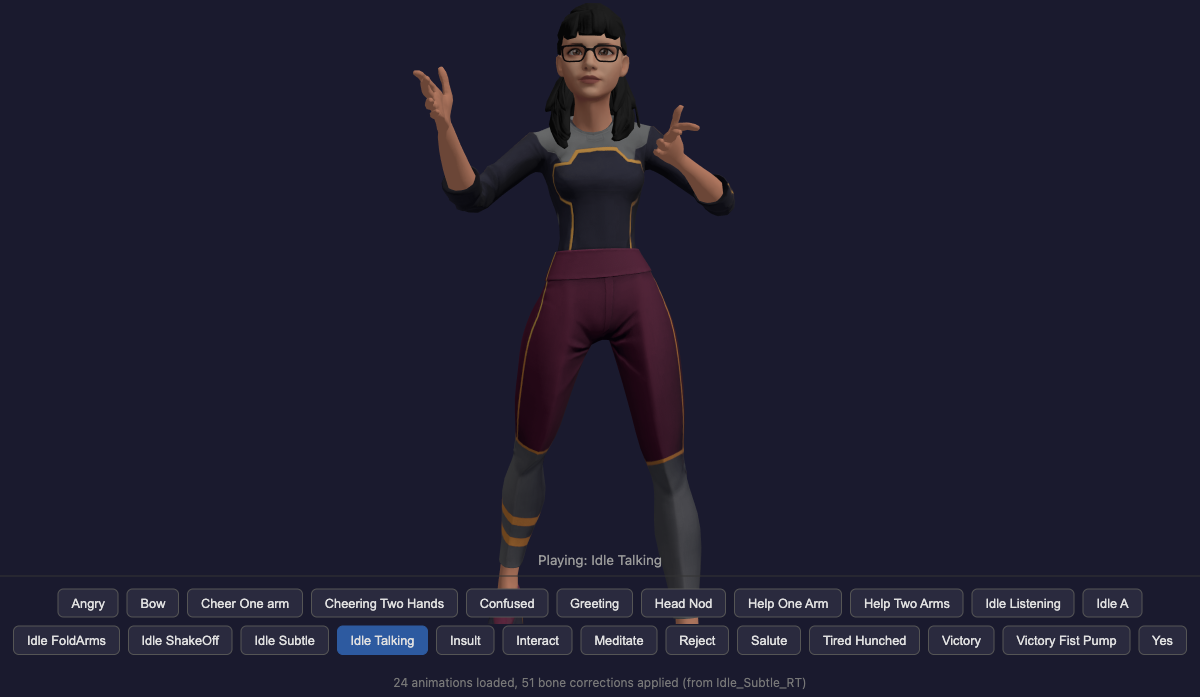 Playing: Idle Talking
Angry Bow Cheer One arm Cheering Two Hands Confused Greeting Head Nod Help One Arm Help Two Arms Idle Listening Idle A
Idle FoldArms Idle ShakeOff Idle Subtle Idle Talking Insult Interact Meditate Reject Salute Tired Hunched Victory Victory Fist Pump Yes
24 animations loaded, 51 bone corrections applied (from Idle_Subtle_RT)